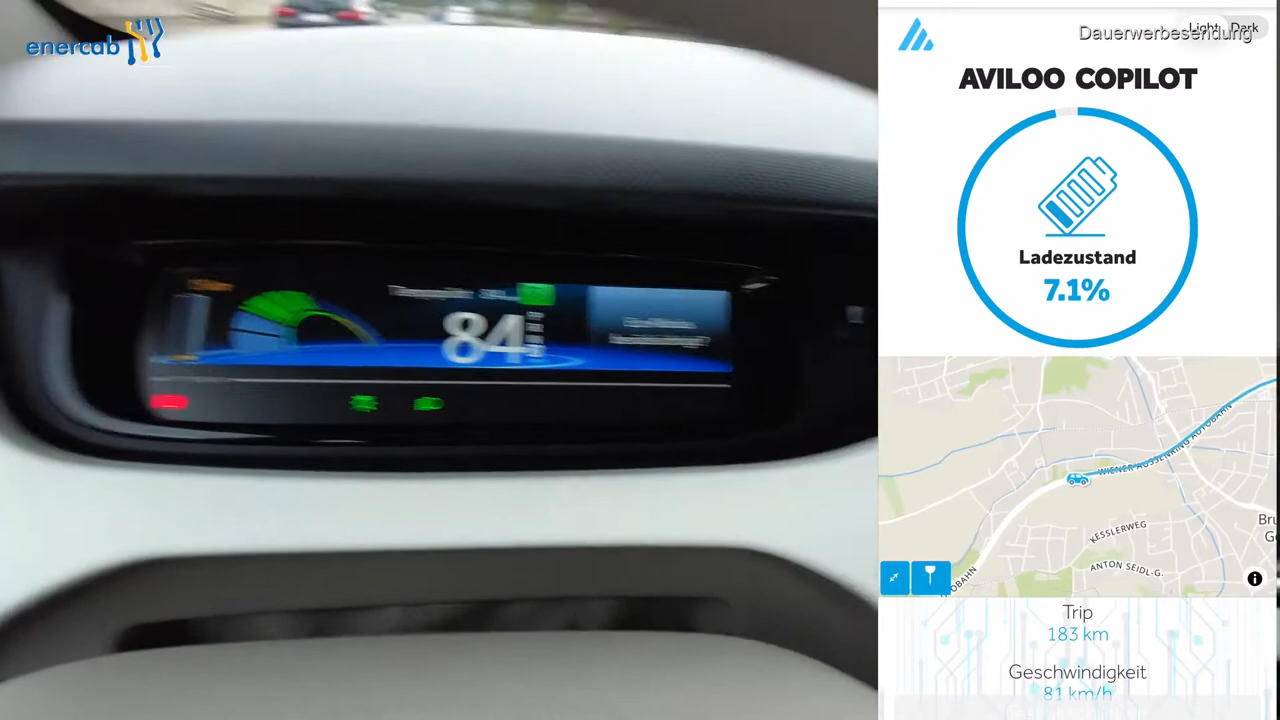 enercab
Light Dark
Dauerwerbesendung
AVILOO COPILOT
Ladezustand
7.1%
84
WIENER AUSSENRING AUTOBAHN
KESSLERWEG
ANTON SEIDL-G.
Trip
183 km
Geschwindigkeit
81 km/h